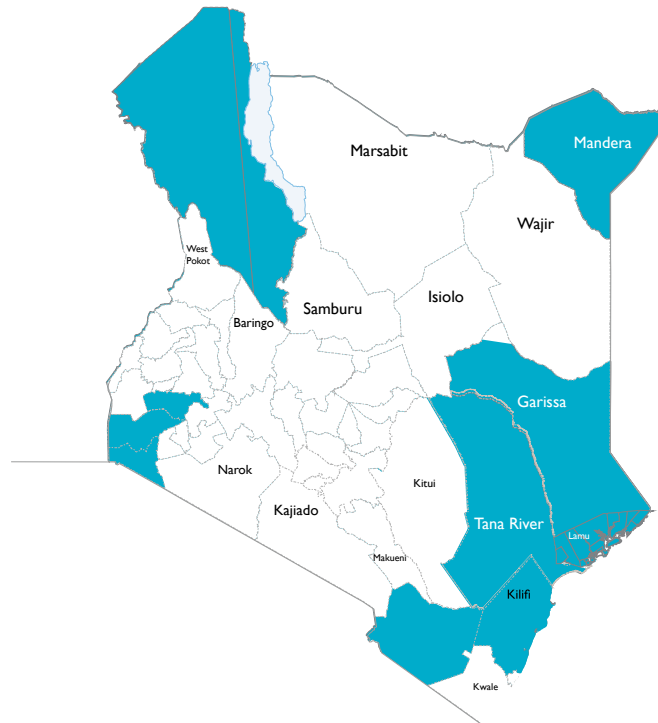 Mandera
Marsabit
Wajir
West
Pokot
Isiolo
Samburu
Baringo
Garissa
Narok
Kitui
Kajiado
Tana River
Lamu
Makueni
Kilifi
Kwale